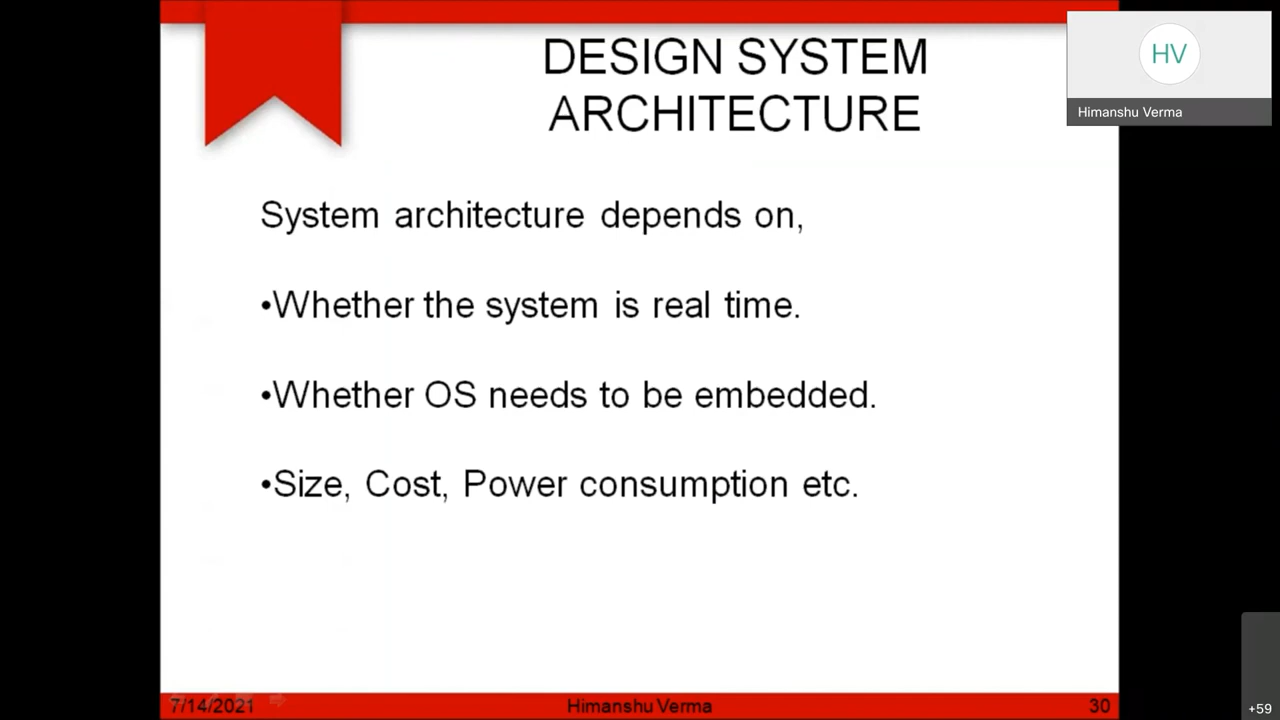 DESIGN SYSTEM
ARCHITECTURE
HV
Himanshu Verma
System architecture depends on,
•Whether the system is real time.
•Whether OS needs to be embedded.
•Size, Cost, Power consumption etc.
7/14/2021
Himanshu Verma
30
+59